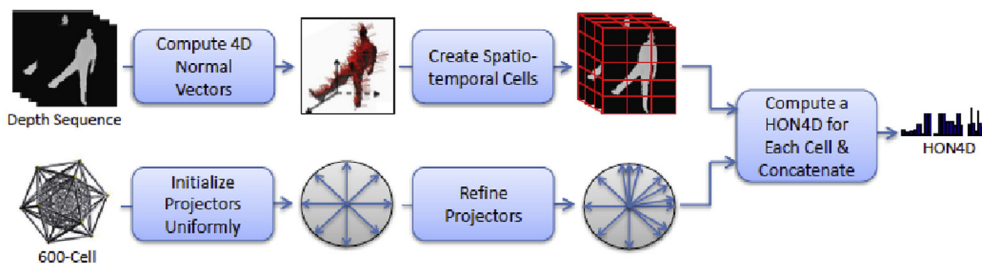 Depth Sequence
Compute 4D
Normal
Vectors
Create Spatio-
temporal Cells
Compute a
HON4D for
Each Cell &
Concatenate
HON4D
600-Cell
Initialize
Projectors
Uniformly
Refine
Projectors